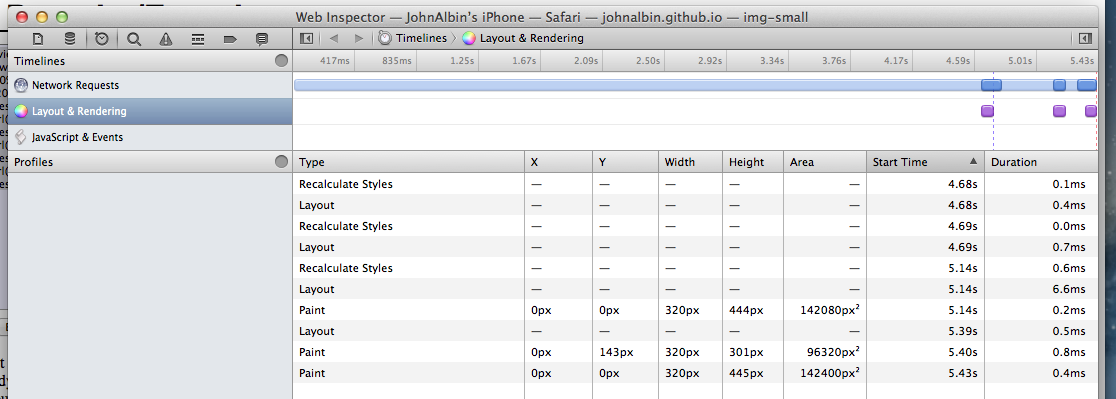 Web Inspector — JohnAlbin's iPhone — Safari — johnalbin.github.io — img-small
Timelines Layout & Rendering
Timelines 417ms 835ms 1.25s 1.67s 2.09s 2.50s 2.92s 3.34s 3.76s 4.17s 4.59s 5.01s 5.43s
Network Requests
Layout & Rendering
JavaScript & Events
Profiles
Type X Y Width Height Area Start Time Duration
Recalculate Styles — — — — — 4.68s 0.1ms
Layout — — — — — 4.68s 0.4ms
Recalculate Styles — — — — — 4.69s 0.0ms
Layout — — — — — 4.69s 0.7ms
Recalculate Styles — — — — — 5.14s 0.6ms
Layout — — — — — 5.14s 6.6ms
Paint 0px 0px 320px 444px 142080px² 5.14s 0.2ms
Layout — — — — — 5.39s 0.5ms
Paint 0px 143px 320px 301px 96320px² 5.40s 0.8ms
Paint 0px 0px 320px 445px 142400px² 5.43s 0.4ms